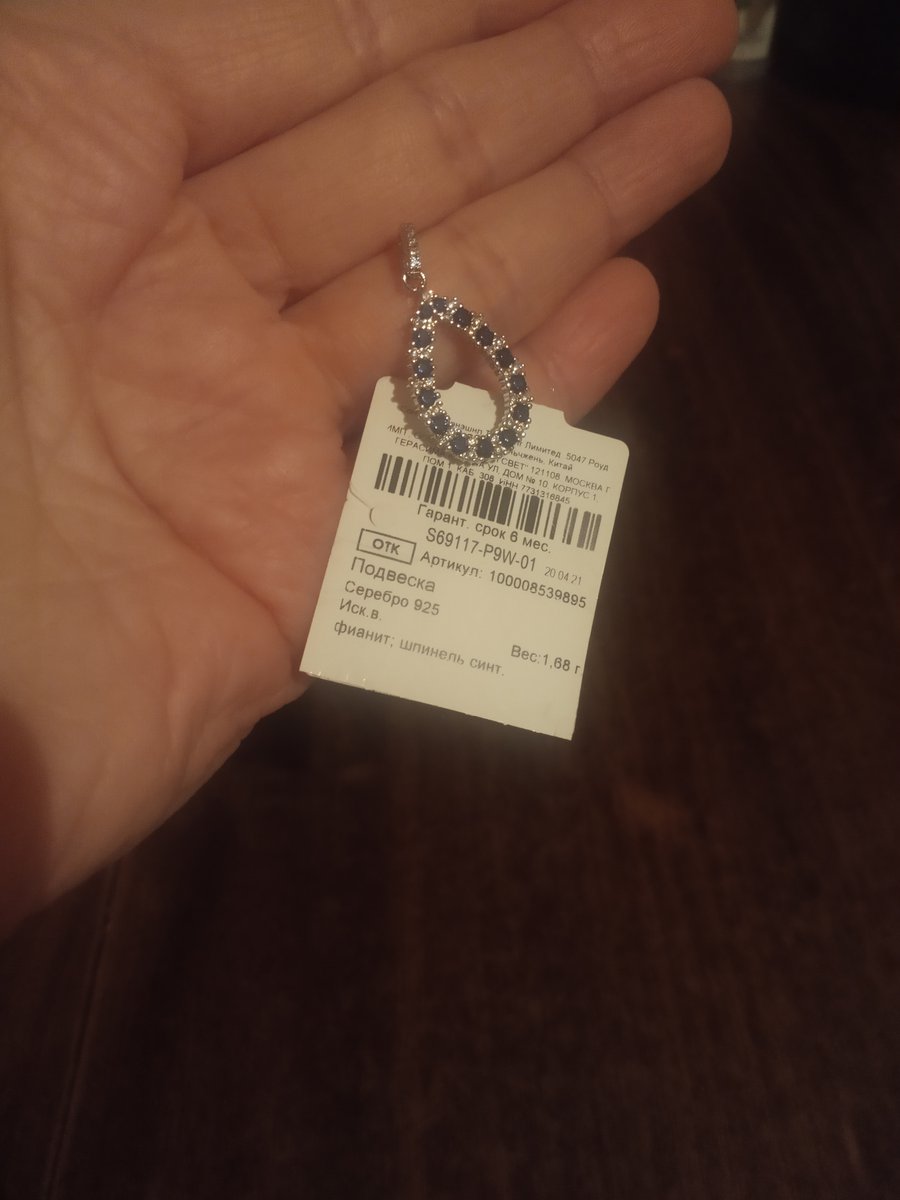 Лимитед 5047 Роуд
Китай
СВЕТ" 121108, МОСКВА Г
УЛ. ДОМ № 10, КОРПУС 1,
ПОМ КАБ. 308, ИНН 7731316845
Гарант. срок 6 мес.
S69117-P9W-01 20.04.21
ОТК Артикул: 100008539895
Подвеска
Серебро 925
Иск.в. Вес:1,68 г
фианит; шпинель синт.